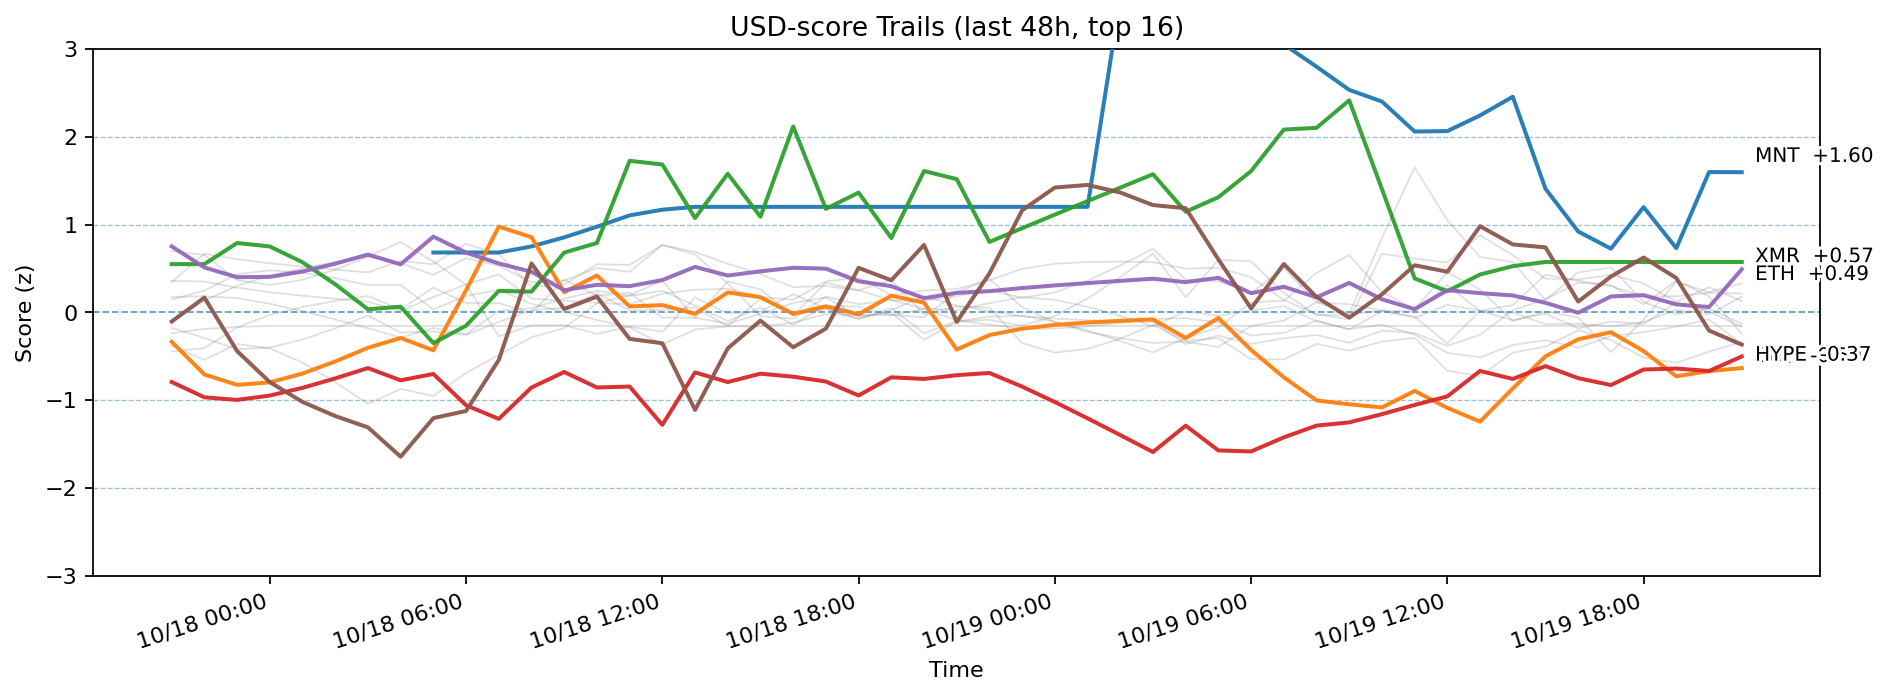 USD-score Trails (last 48h, top 16)
Score (z)
3
2
1
0
−1
−2
−3
MNT +1.60
XMR +0.57
ETH +0.49
HYPE -0.37
10/18 00:00
10/18 06:00
10/18 12:00
10/18 18:00
10/19 00:00
10/19 06:00
10/19 12:00
10/19 18:00
Time